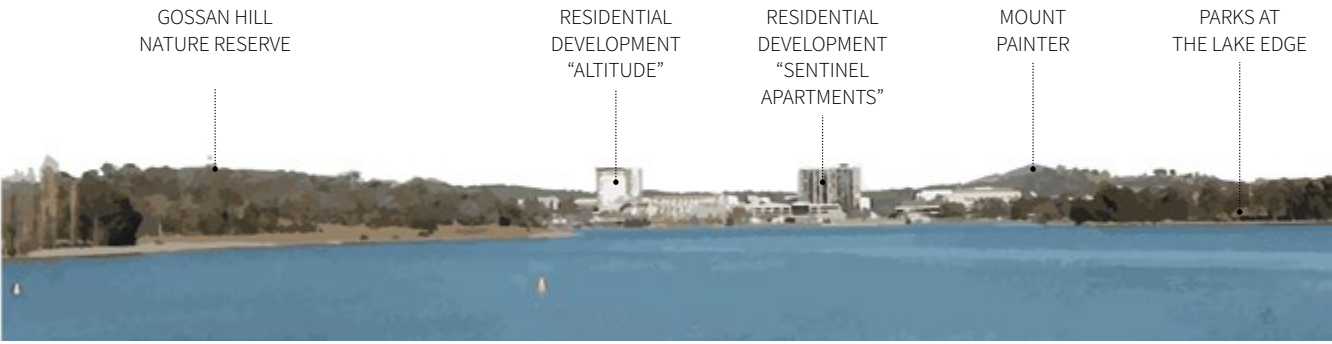 GOSSAN HILL
NATURE RESERVE
RESIDENTIAL
DEVELOPMENT
“ALTITUDE”
RESIDENTIAL
DEVELOPMENT
“SENTINEL
APARTMENTS”
MOUNT
PAINTER
PARKS AT
THE LAKE EDGE